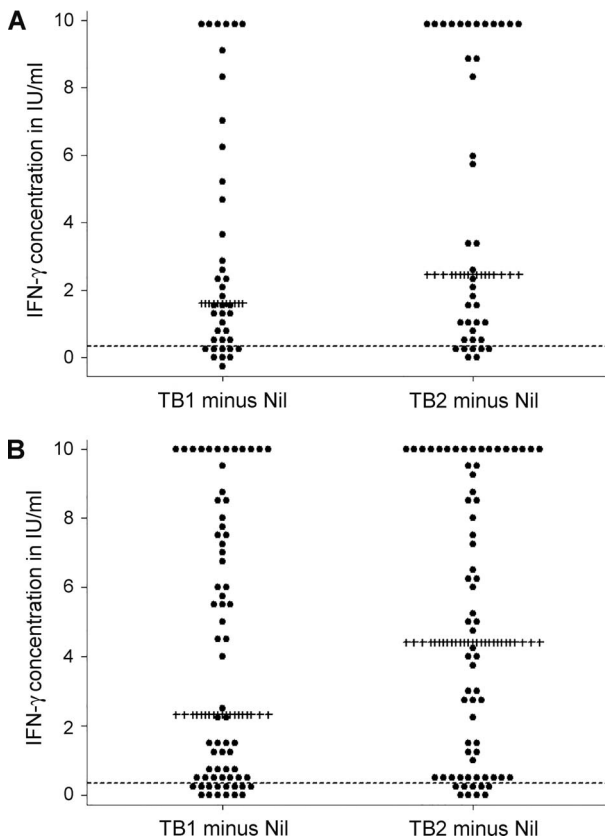 A
IFN-γ concentration in IU/ml
10
8
6
4
2
0
TB1 minus Nil TB2 minus Nil
B
IFN-γ concentration in IU/ml
10
8
6
4
2
0
TB1 minus Nil TB2 minus Nil